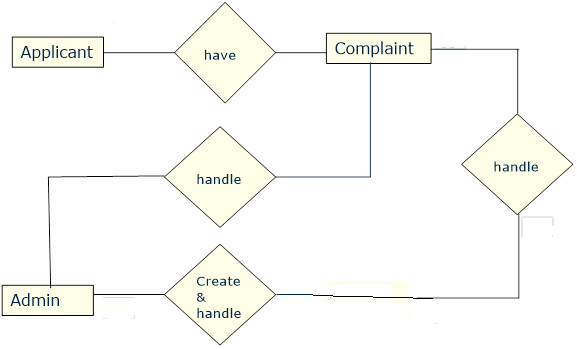 Applicant
have
Complaint
handle
handle
Admin
Create
&
handle